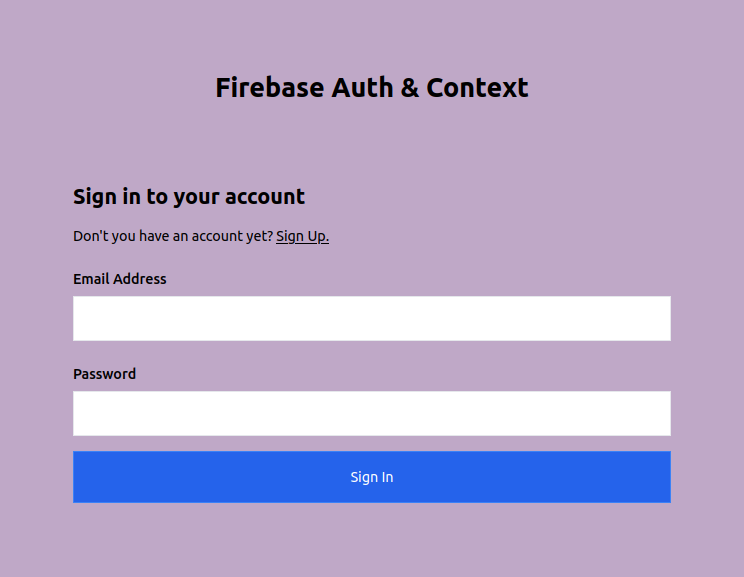 Firebase Auth & Context
Sign in to your account
Don't you have an account yet? Sign Up.
Email Address
Password
Sign In